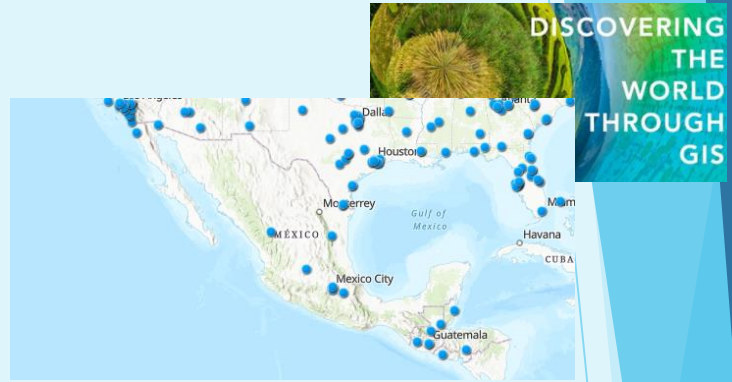 DISCOVERING
THE
WORLD
THROUGH
GIS
Dallas
Houston
Monterrey
Gulf of
Mexico
MÉXICO
Havana
CUBA
Mexico City
Guatemala